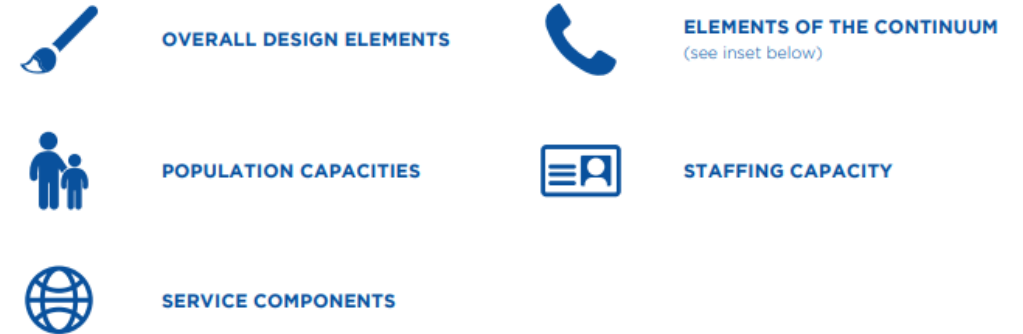 OVERALL DESIGN ELEMENTS
ELEMENTS OF THE CONTINUUM
(see inset below)
POPULATION CAPACITIES
STAFFING CAPACITY
SERVICE COMPONENTS